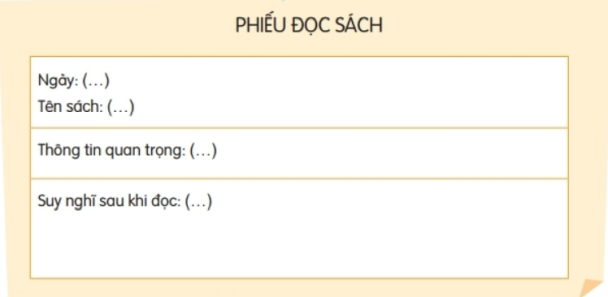 PHIẾU ĐỌC SÁCH
Ngày: (...)
Tên sách: (...)
Thông tin quan trọng: (...)
Suy nghĩ sau khi đọc: (...)